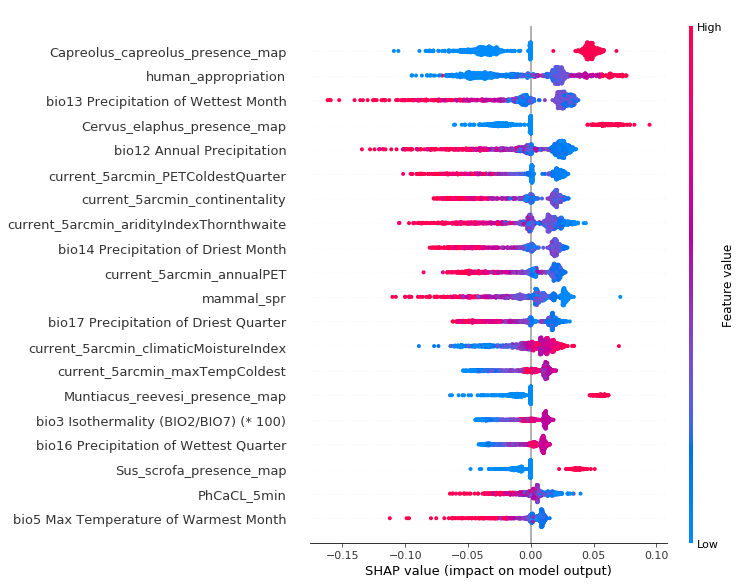 High
Capreolus_capreolus_presence_map
human_appropriation
bio13 Precipitation of Wettest Month
Cervus_elaphus_presence_map
bio12 Annual Precipitation
current_5arcmin_PETColdestQuarter
current_5arcmin_continentality
current_5arcmin_aridityIndexThornthwaite
bio14 Precipitation of Driest Month
current_5arcmin_annualPET
mammal_spr
bio17 Precipitation of Driest Quarter
current_5arcmin_climaticMoistureIndex
current_5arcmin_maxTempColdest
Muntiacus_reevesi_presence_map
bio3 Isothermality (BIO2/BIO7) (* 100)
bio16 Precipitation of Wettest Quarter
Sus_scrofa_presence_map
PhCaCL_5min
bio5 Max Temperature of Warmest Month
Feature value
Low
−0.15 −0.10 −0.05 0.00 0.05 0.10
SHAP value (impact on model output)